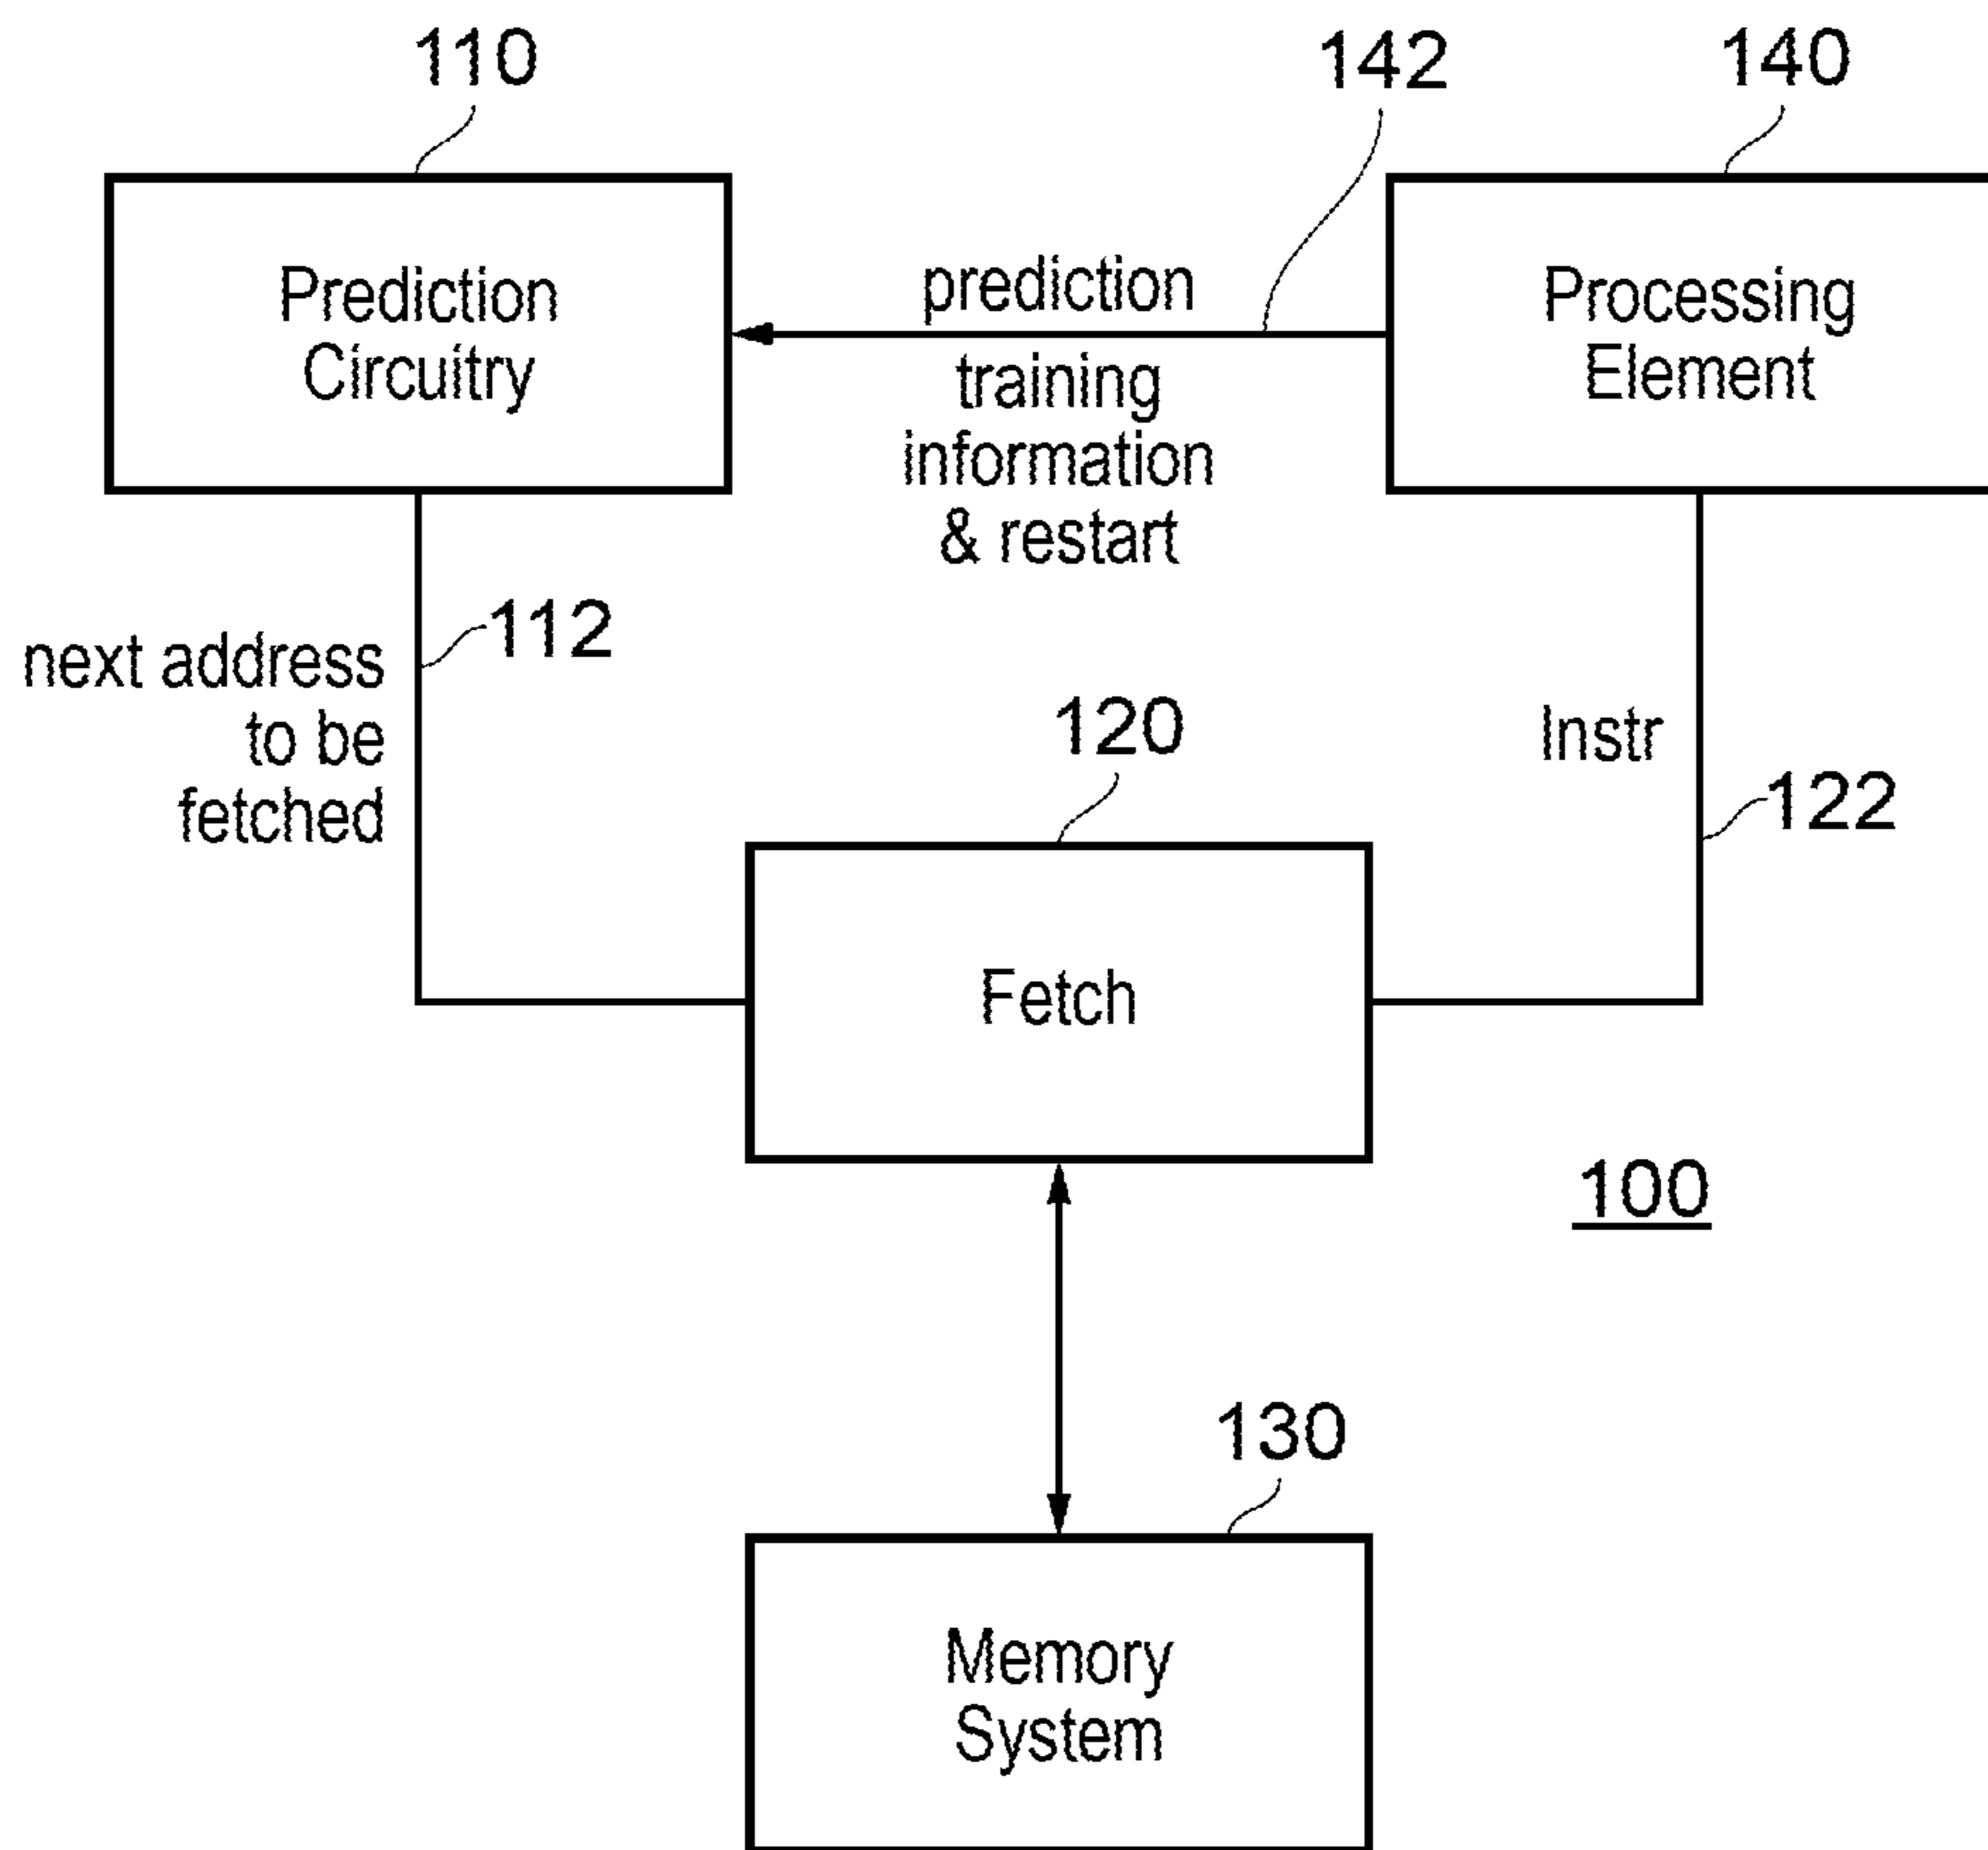 110
142
140
Prediction
Circuitry
prediction
training
information
& restart
Processing
Element
next address
to be
fetched
112
120
Instr
122
Fetch
100
130
Memory
System